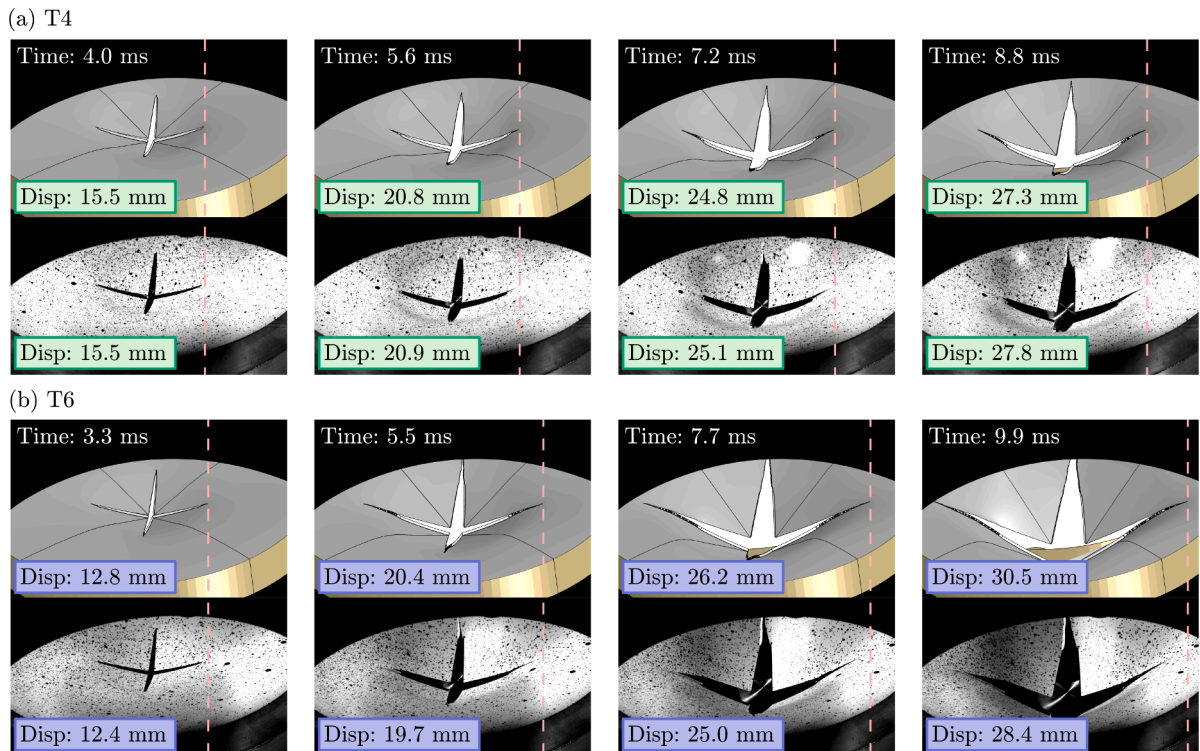 (a) T4
Time: 4.0 ms
Time: 5.6 ms
Time: 7.2 ms
Time: 8.8 ms
Disp: 15.5 mm
Disp: 20.8 mm
Disp: 24.8 mm
Disp: 27.3 mm
Disp: 15.5 mm
Disp: 20.9 mm
Disp: 25.1 mm
Disp: 27.8 mm
(b) T6
Time: 3.3 ms
Time: 5.5 ms
Time: 7.7 ms
Time: 9.9 ms
Disp: 12.8 mm
Disp: 20.4 mm
Disp: 26.2 mm
Disp: 30.5 mm
Disp: 12.4 mm
Disp: 19.7 mm
Disp: 25.0 mm
Disp: 28.4 mm